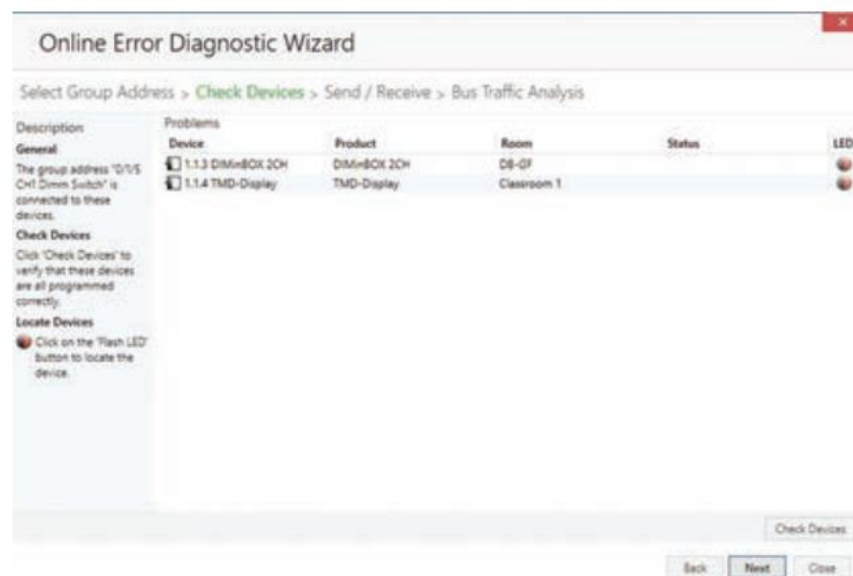 Online Error Diagnostic Wizard
Select Group Address > Check Devices > Send / Receive > Bus Traffic Analysis
Description
General
The group address "0/1/5
CH1 Dimm Switch" is
connected to these
devices.
Check Devices
Click 'Check Devices' to
verify that these devices
are all programmed
correctly.
Locate Devices
Click on the 'Flash LED'
button to locate the
device.
Problems
Device Product Room Status LED
1.1.3 DIMinBOX 2CH DIMinBOX 2CH DB-GF
1.1.4 TMD-Display TMD-Display Classroom 1
Check Devices
Back Next Close